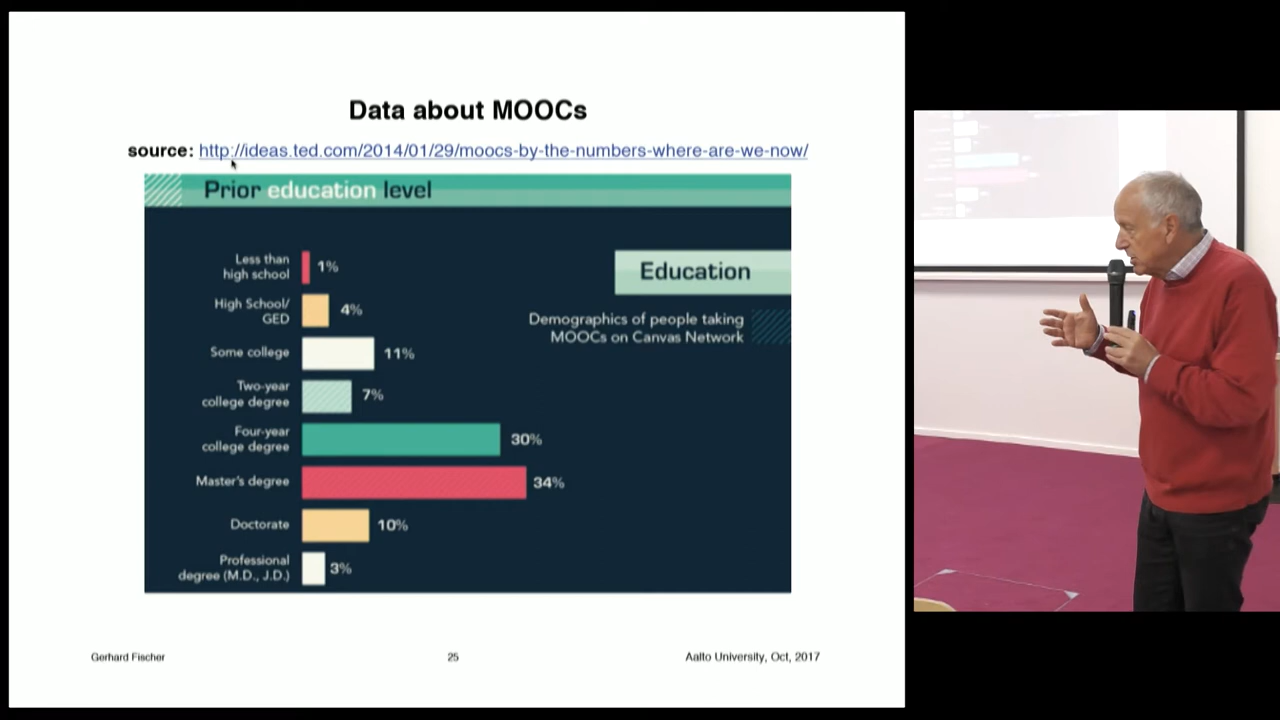 Data about MOOCs
source: http://ideas.ted.com/2014/01/29/moocs-by-the-numbers-where-are-we-now/
Prior education level
Less than
high school
1%
High School/
GED
4%
Some college
11%
Two-year
college degree
7%
Four-year
college degree
30%
Master's degree
34%
Doctorate
10%
Professional
degree (M.D., J.D.)
3%
Education
Demographics of people taking
MOOCs on Canvas Network
Gerhard Fischer
25
Aalto University, Oct, 2017